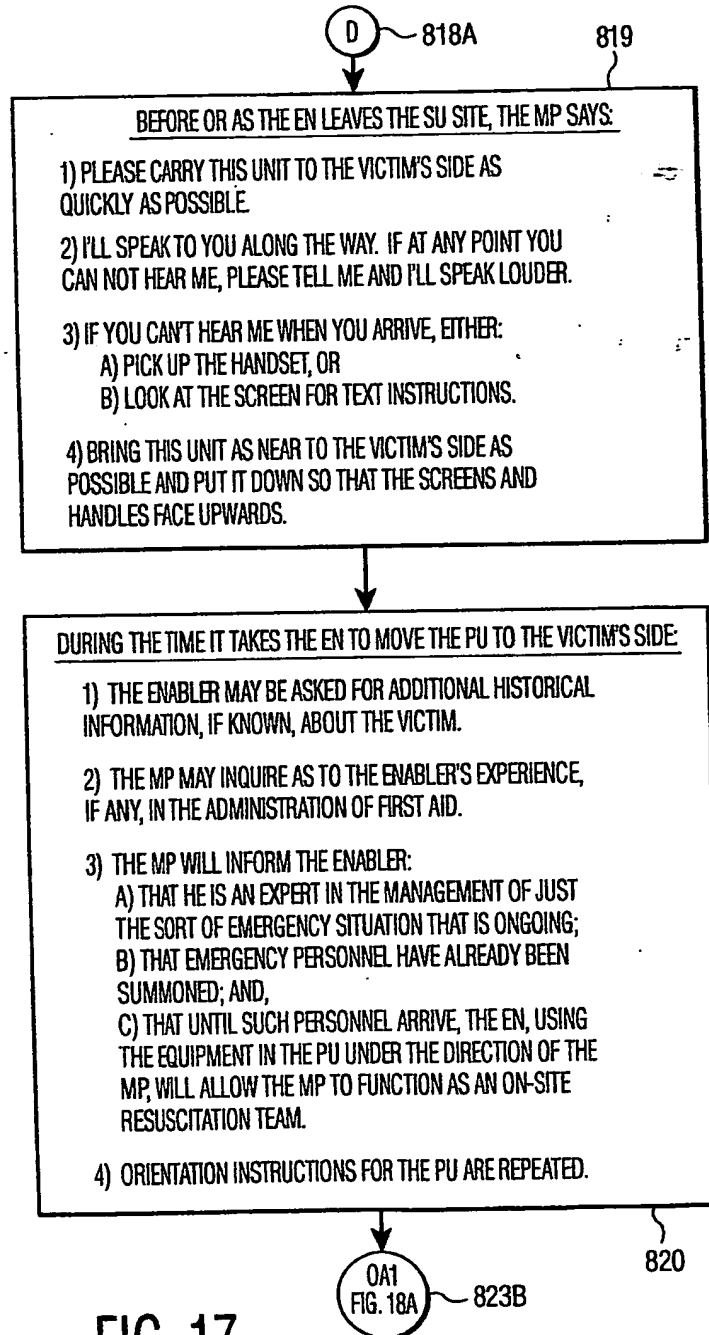 D 818A 819
BEFORE OR AS THE EN LEAVES THE SU SITE, THE MP SAYS:
1) PLEASE CARRY THIS UNIT TO THE VICTIM'S SIDE AS
QUICKLY AS POSSIBLE.
2) I'LL SPEAK TO YOU ALONG THE WAY. IF AT ANY POINT YOU
CAN NOT HEAR ME, PLEASE TELL ME AND I'LL SPEAK LOUDER.
3) IF YOU CAN'T HEAR ME WHEN YOU ARRIVE, EITHER:
A) PICK UP THE HANDSET, OR
B) LOOK AT THE SCREEN FOR TEXT INSTRUCTIONS.
4) BRING THIS UNIT AS NEAR TO THE VICTIM'S SIDE AS
POSSIBLE AND PUT IT DOWN SO THAT THE SCREENS AND
HANDLES FACE UPWARDS.
DURING THE TIME IT TAKES THE EN TO MOVE THE PU TO THE VICTIM'S SIDE:
1) THE ENABLER MAY BE ASKED FOR ADDITIONAL HISTORICAL
INFORMATION, IF KNOWN, ABOUT THE VICTIM.
2) THE MP MAY INQUIRE AS TO THE ENABLER'S EXPERIENCE,
IF ANY, IN THE ADMINISTRATION OF FIRST AID.
3) THE MP WILL INFORM THE ENABLER:
A) THAT HE IS AN EXPERT IN THE MANAGEMENT OF JUST
THE SORT OF EMERGENCY SITUATION THAT IS ONGOING;
B) THAT EMERGENCY PERSONNEL HAVE ALREADY BEEN
SUMMONED; AND,
C) THAT UNTIL SUCH PERSONNEL ARRIVE, THE EN, USING
THE EQUIPMENT IN THE PU UNDER THE DIRECTION OF THE
MP, WILL ALLOW THE MP TO FUNCTION AS AN ON-SITE
RESUSCITATION TEAM.
4) ORIENTATION INSTRUCTIONS FOR THE PU ARE REPEATED.
820
OA1
FIG. 18A 823B
FIG. 17